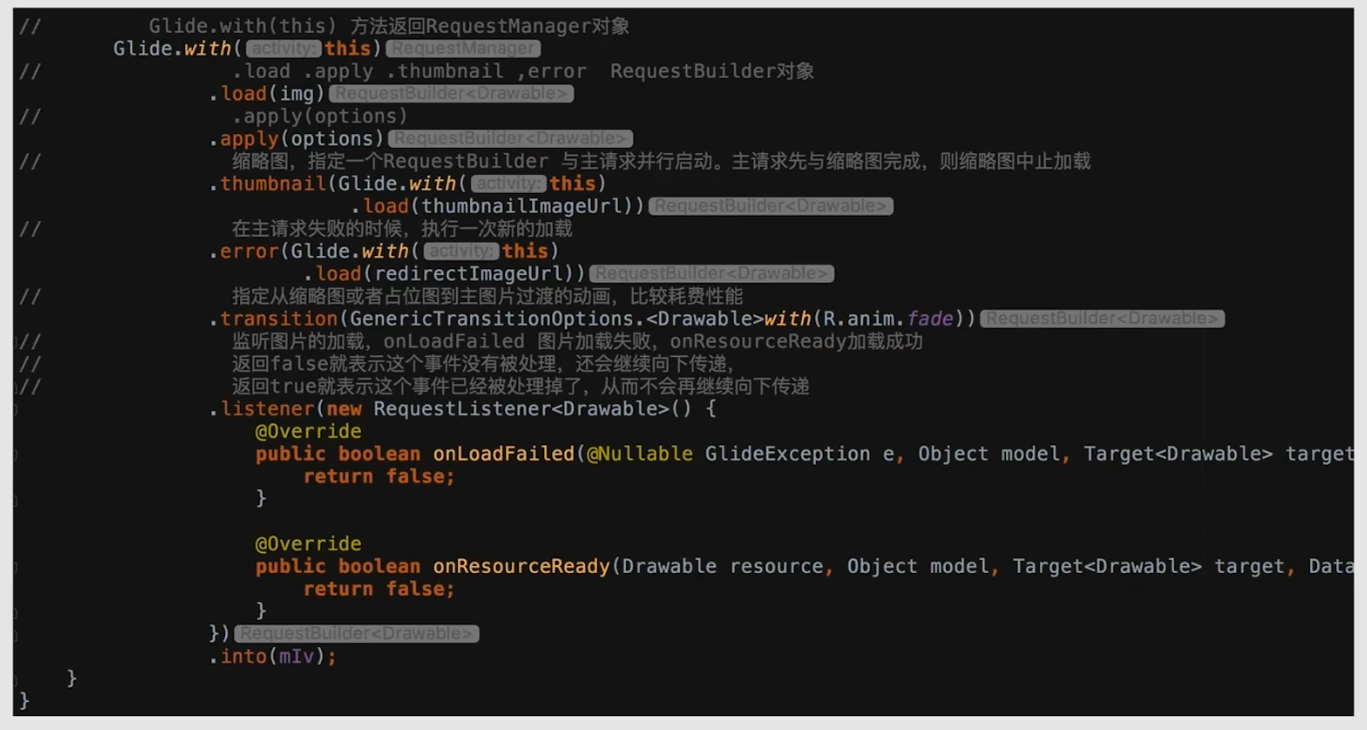 // Glide.with(this) 方法返回RequestManager对象
Glide.with( activity: this) RequestManager
// .load .apply .thumbnail ,error RequestBuilder对象
.load(img) RequestBuilder<Drawable>
// .apply(options)
.apply(options) RequestBuilder<Drawable>
// 缩略图，指定一个RequestBuilder 与主请求并行启动。主请求先与缩略图完成，则缩略图中止加载
.thumbnail(Glide.with( activity: this)
.load(thumbnailImageUrl)) RequestBuilder<Drawable>
// 在主请求失败的时候，执行一次新的加载
.error(Glide.with( activity: this)
.load(redirectImageUrl)) RequestBuilder<Drawable>
// 指定从缩略图或者占位图到主图片过渡的动画，比较耗费性能
.transition(GenericTransitionOptions.<Drawable>with(R.anim.fade)) RequestBuilder<Drawable>
// 监听图片的加载，onLoadFailed 图片加载失败，onResourceReady加载成功
// 返回false就表示这个事件没有被处理，还会继续向下传递，
// 返回true就表示这个事件已经被处理掉了，从而不会再继续向下传递
.listener(new RequestListener<Drawable>() {
@Override
public boolean onLoadFailed(@Nullable GlideException e, Object model, Target<Drawable> target
return false;
}
@Override
public boolean onResourceReady(Drawable resource, Object model, Target<Drawable> target, Data
return false;
}
}) RequestBuilder<Drawable>
.into(mIv);
}
}